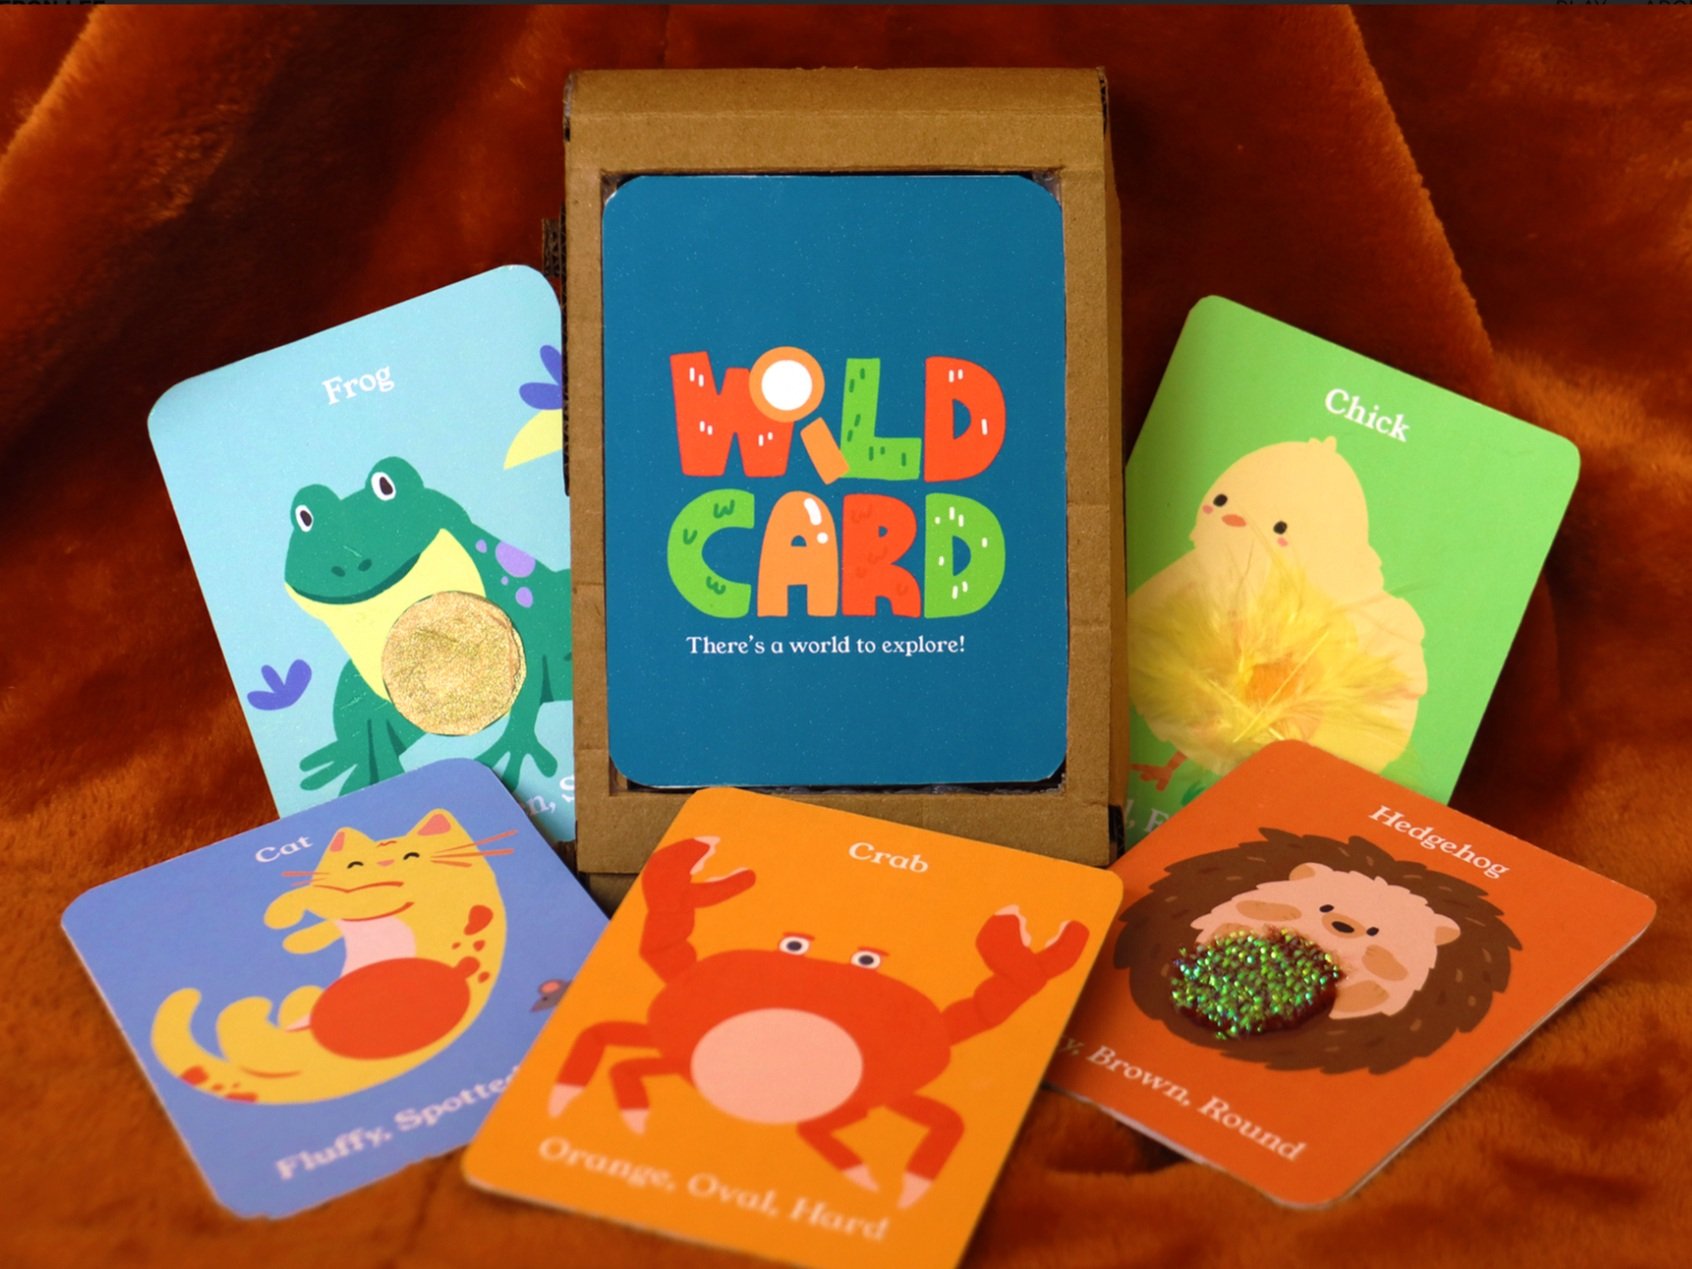 WILD
CARD
There's a world to explore!
Frog
Chick
Cat
Fluffy, Spotted
Crab
Orange, Oval, Hard
Hedgehog
Brown, Round